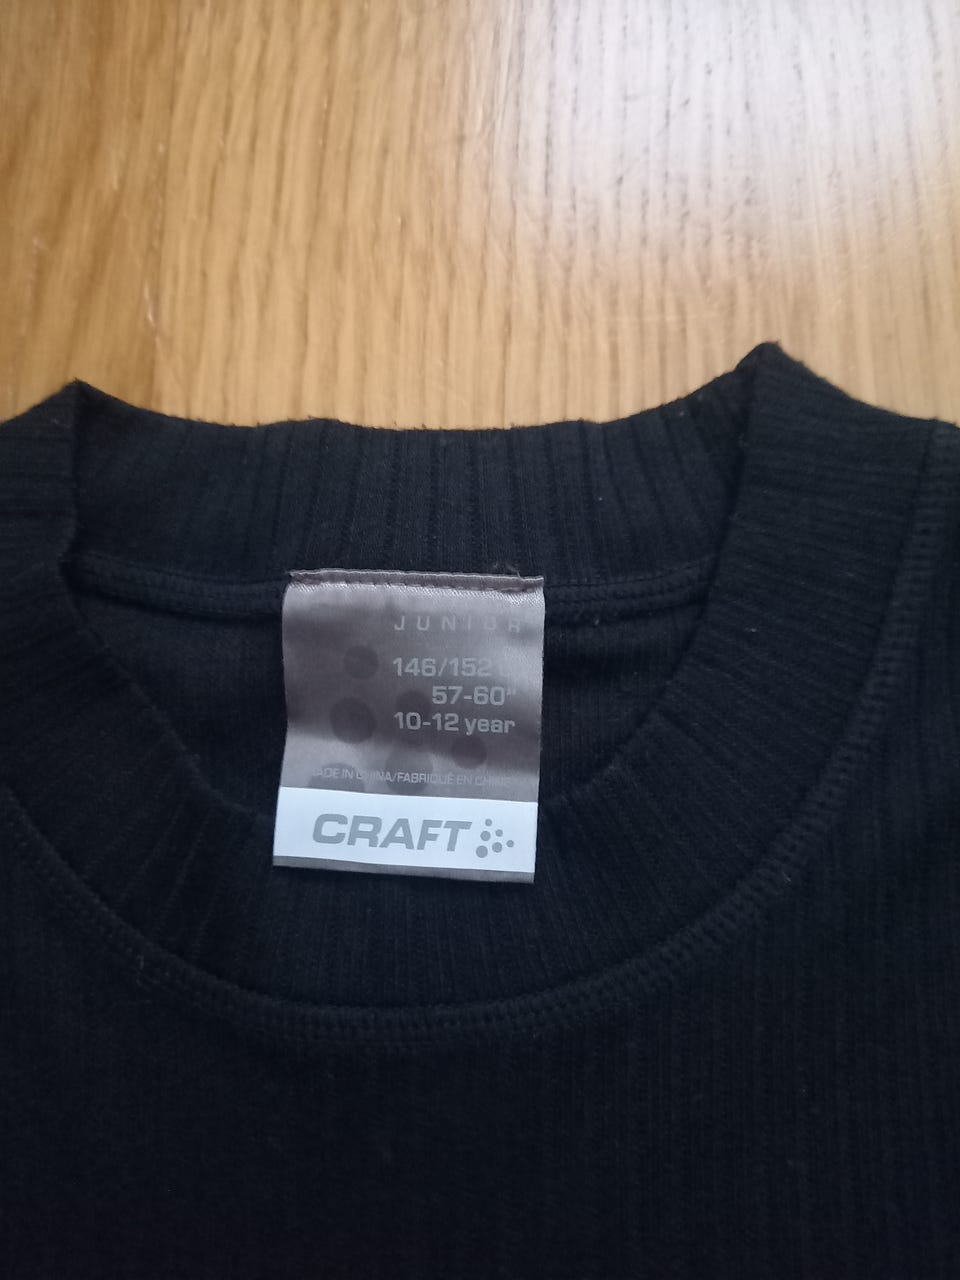 JUNIOR
146/152
57-60"
10-12 year
MADE IN CHINA/FABRIQUÉ EN CHINE
CRAFT